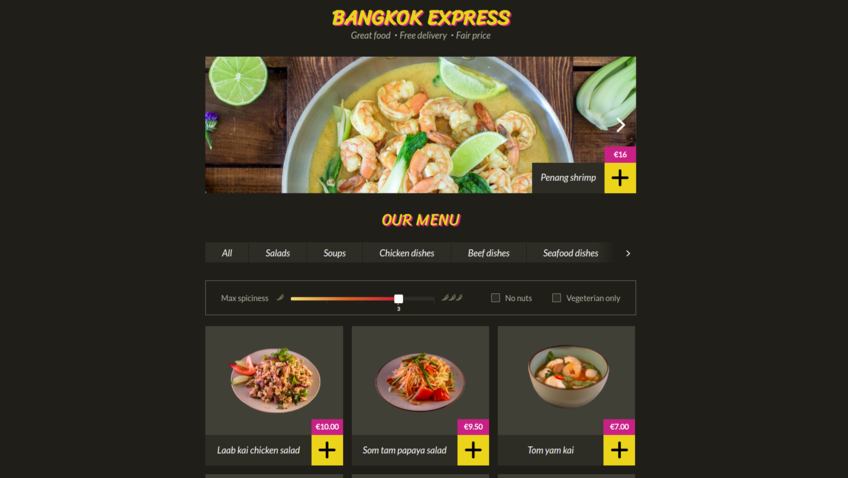 BANGKOK EXPRESS
Great food • Free delivery • Fair price
€16
Penang shrimp
OUR MENU
All Salads Soups Chicken dishes Beef dishes Seafood dishes
Max spiciness No nuts Vegeterian only
3
€10.00 €9.50 €7.00
Laab kai chicken salad Som tam papaya salad Tom yam kai